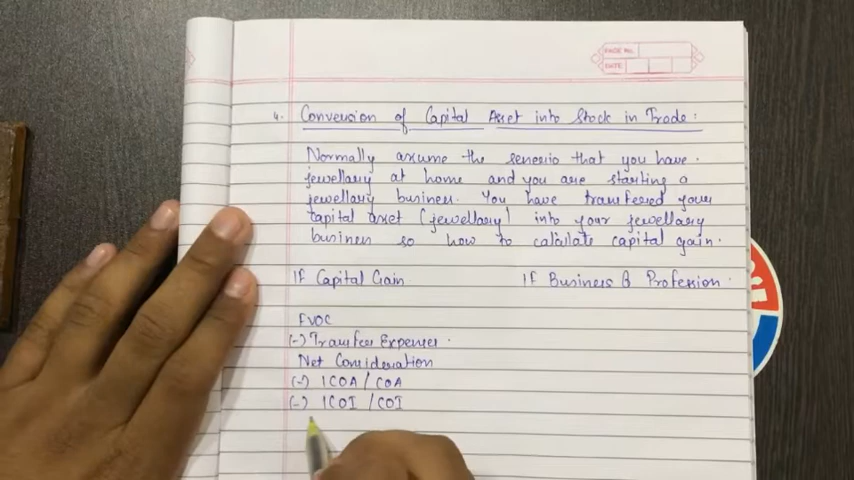 PAGE NO.
DATE
4. Conversion of Capital Asset into Stock in Trade:
Normally assume the senerio that you have
jewellary at home and you are starting a
jewellary business. You have transferred your
capital asset (jewellary) into your jewellary
business so how to calculate capital gain.
IF Capital Gain. IF Business & Profession.
FVOC
(-) Transfer Expenses.
Net Consideration
(-) ICOA / COA
(-) ICOI / COI